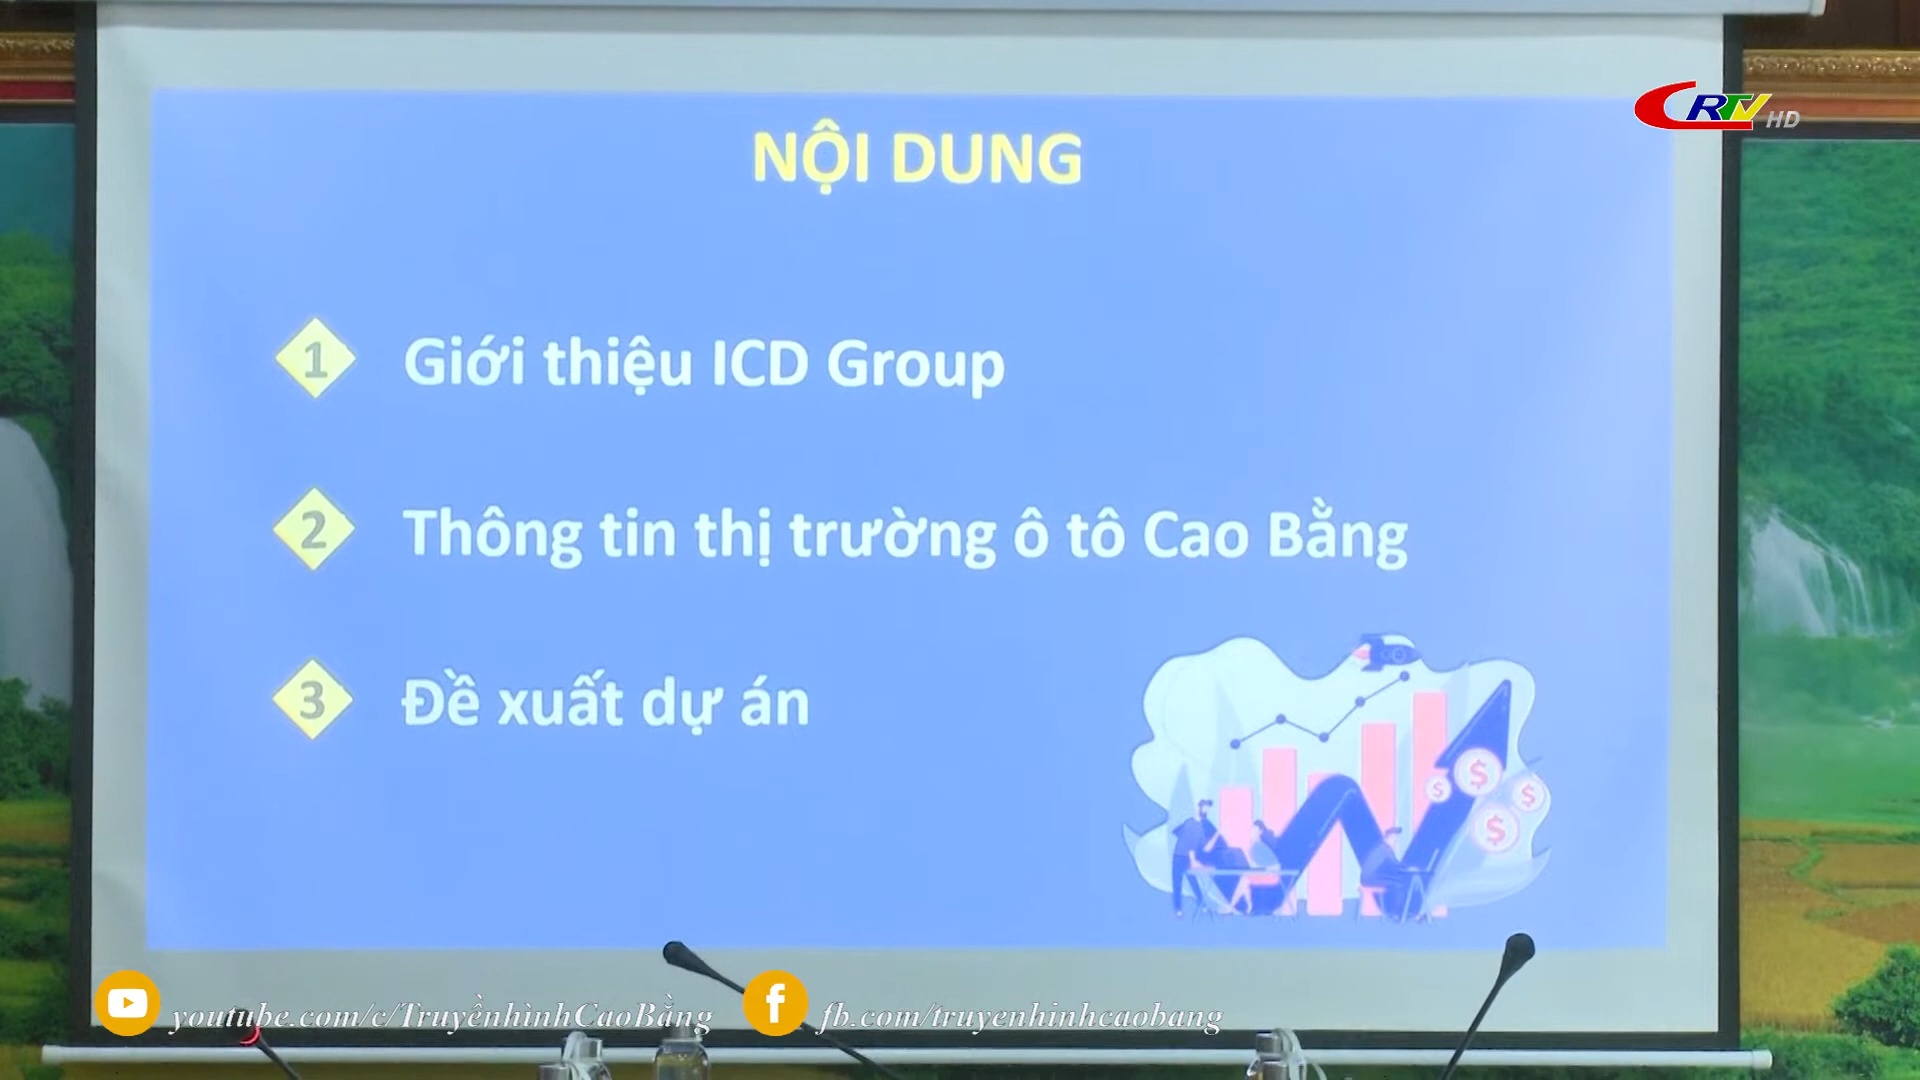 CRTV HD
NỘI DUNG
1 Giới thiệu ICD Group
2 Thông tin thị trường ô tô Cao Bằng
3 Đề xuất dự án
$ $ $ $
youtube.com/c/TruyềnhìnhCaoBằng fb.com/truyenhinhcaobang